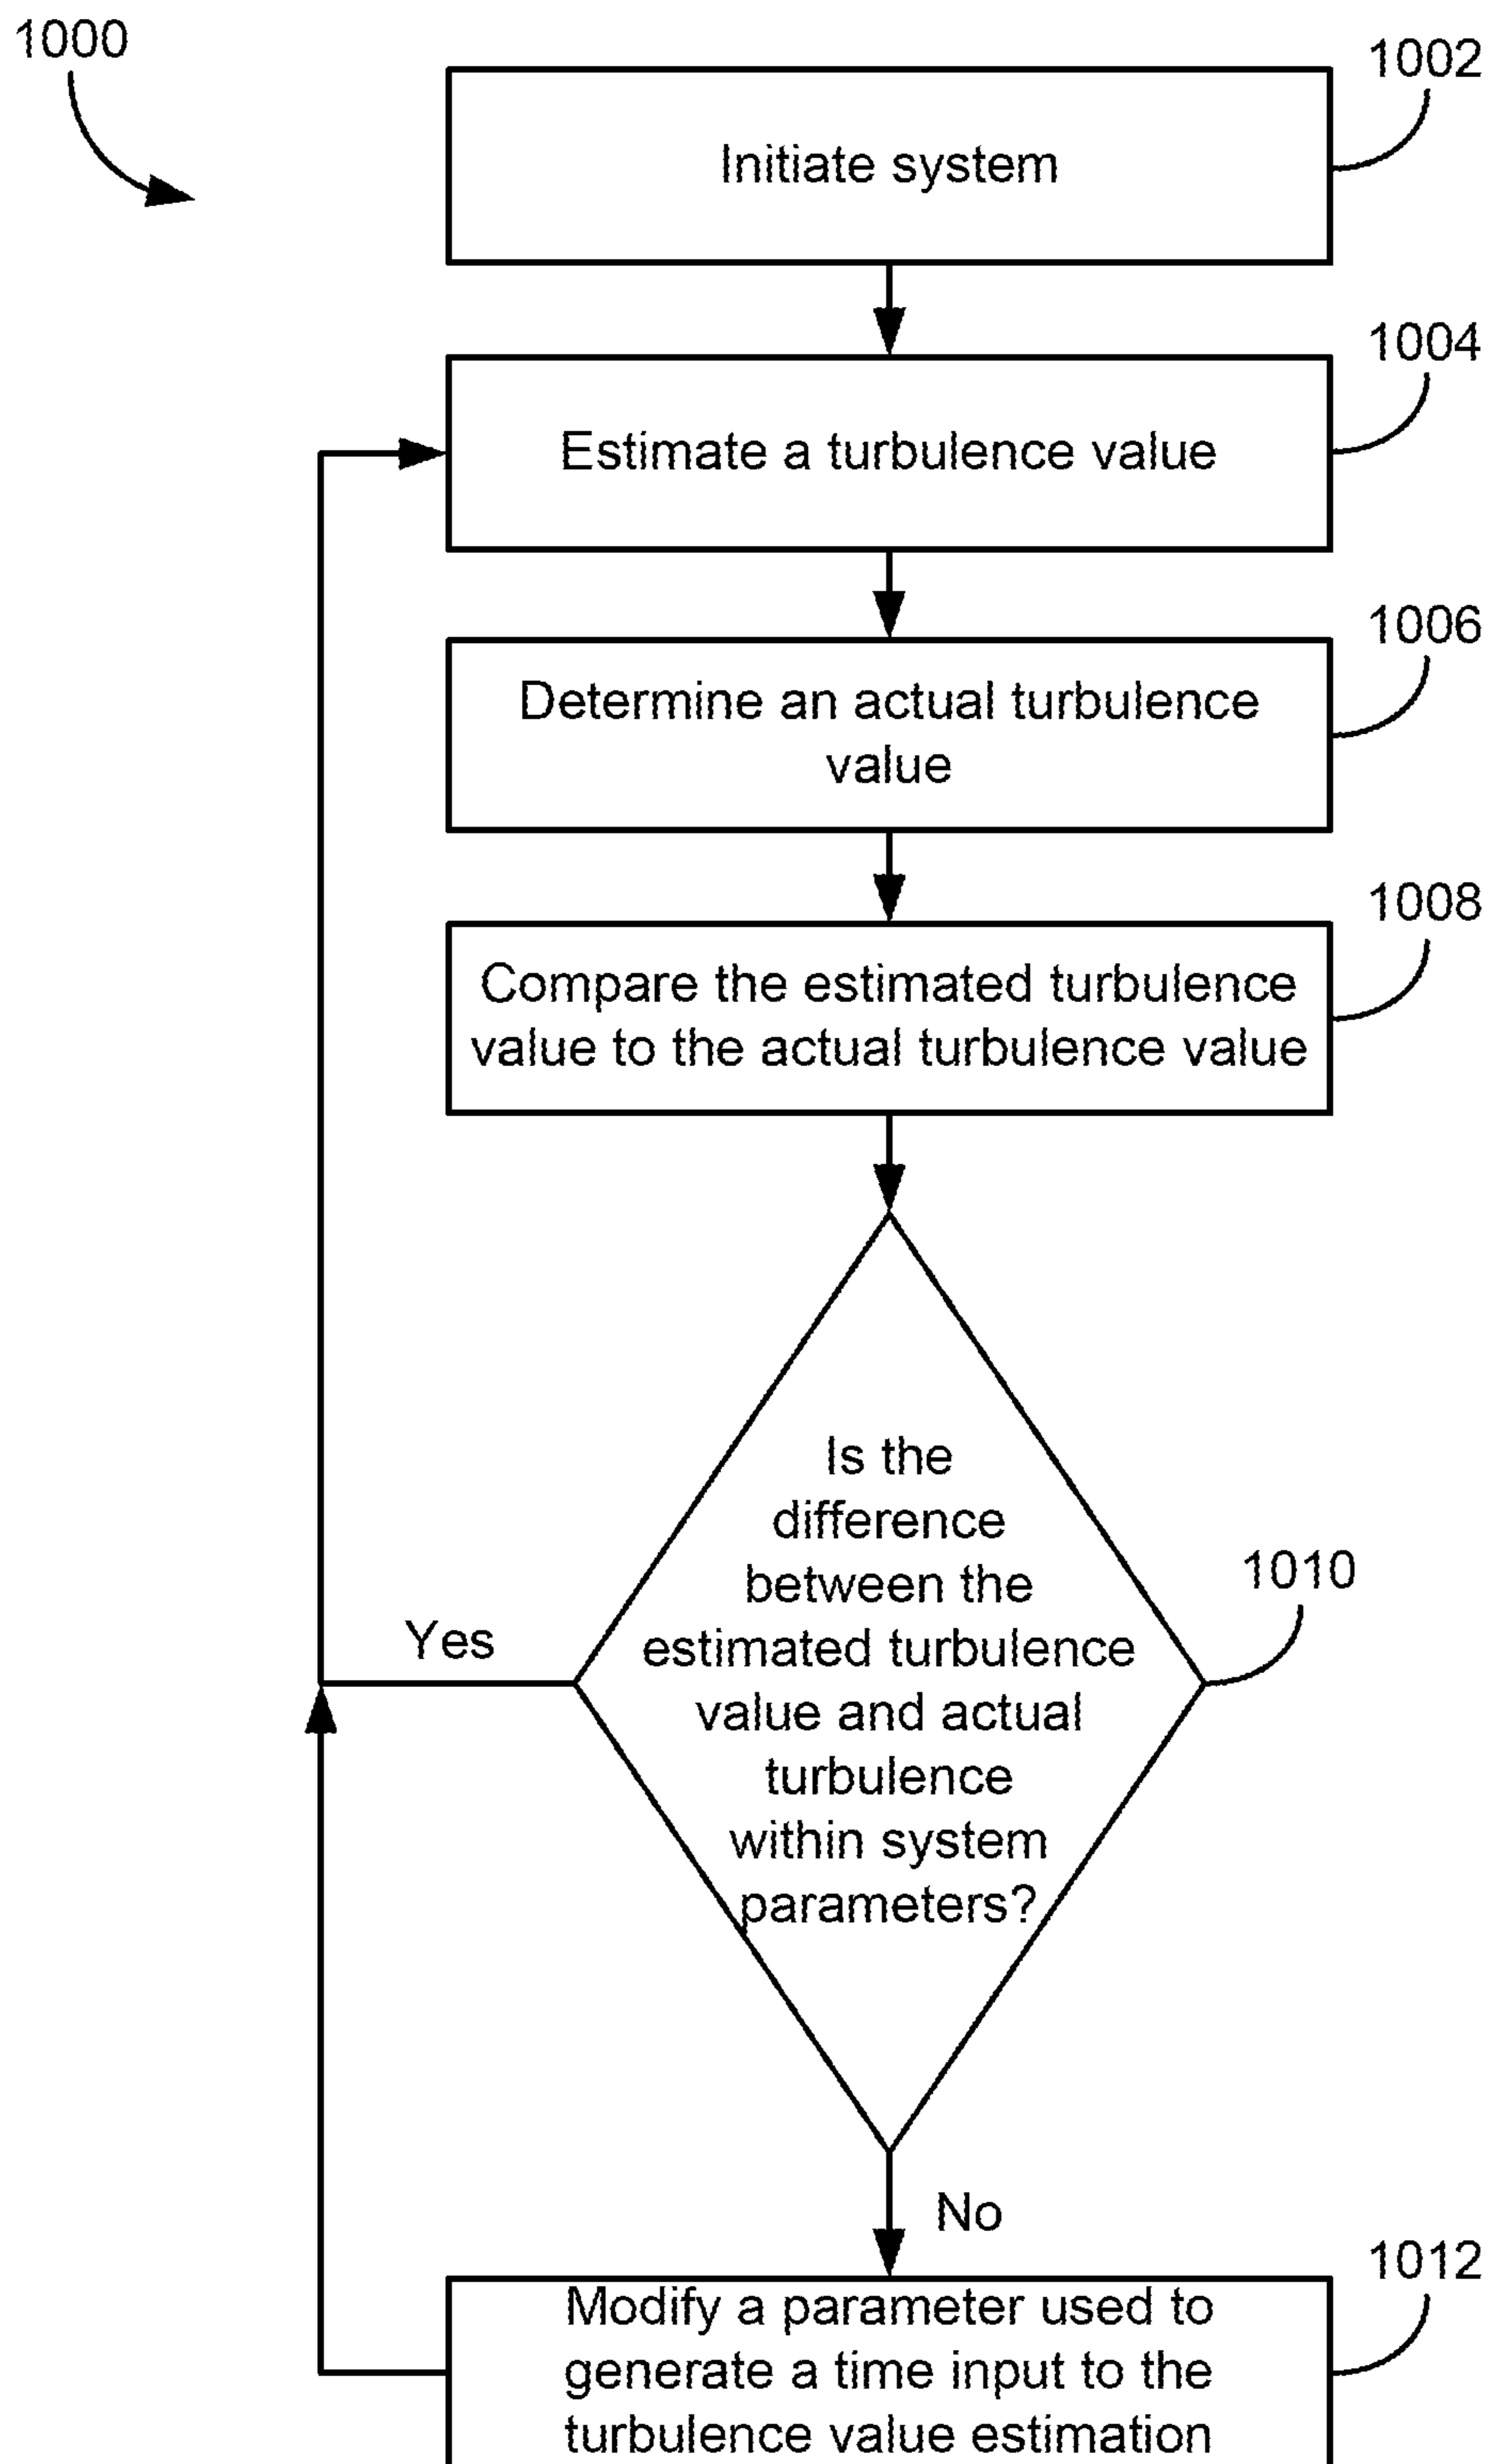 1000
1002
Initiate system
1004
Estimate a turbulence value
1006
Determine an actual turbulence
value
1008
Compare the estimated turbulence
value to the actual turbulence value
Is the
difference
between the
estimated turbulence
value and actual
turbulence
within system
parameters?
1010
Yes
No
1012
Modify a parameter used to
generate a time input to the
turbulence value estimation